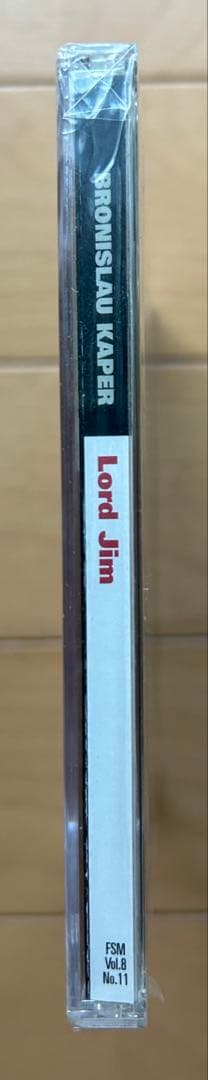 BRONISLAU KAPER
Lord Jim
FSM
Vol.8
No.11